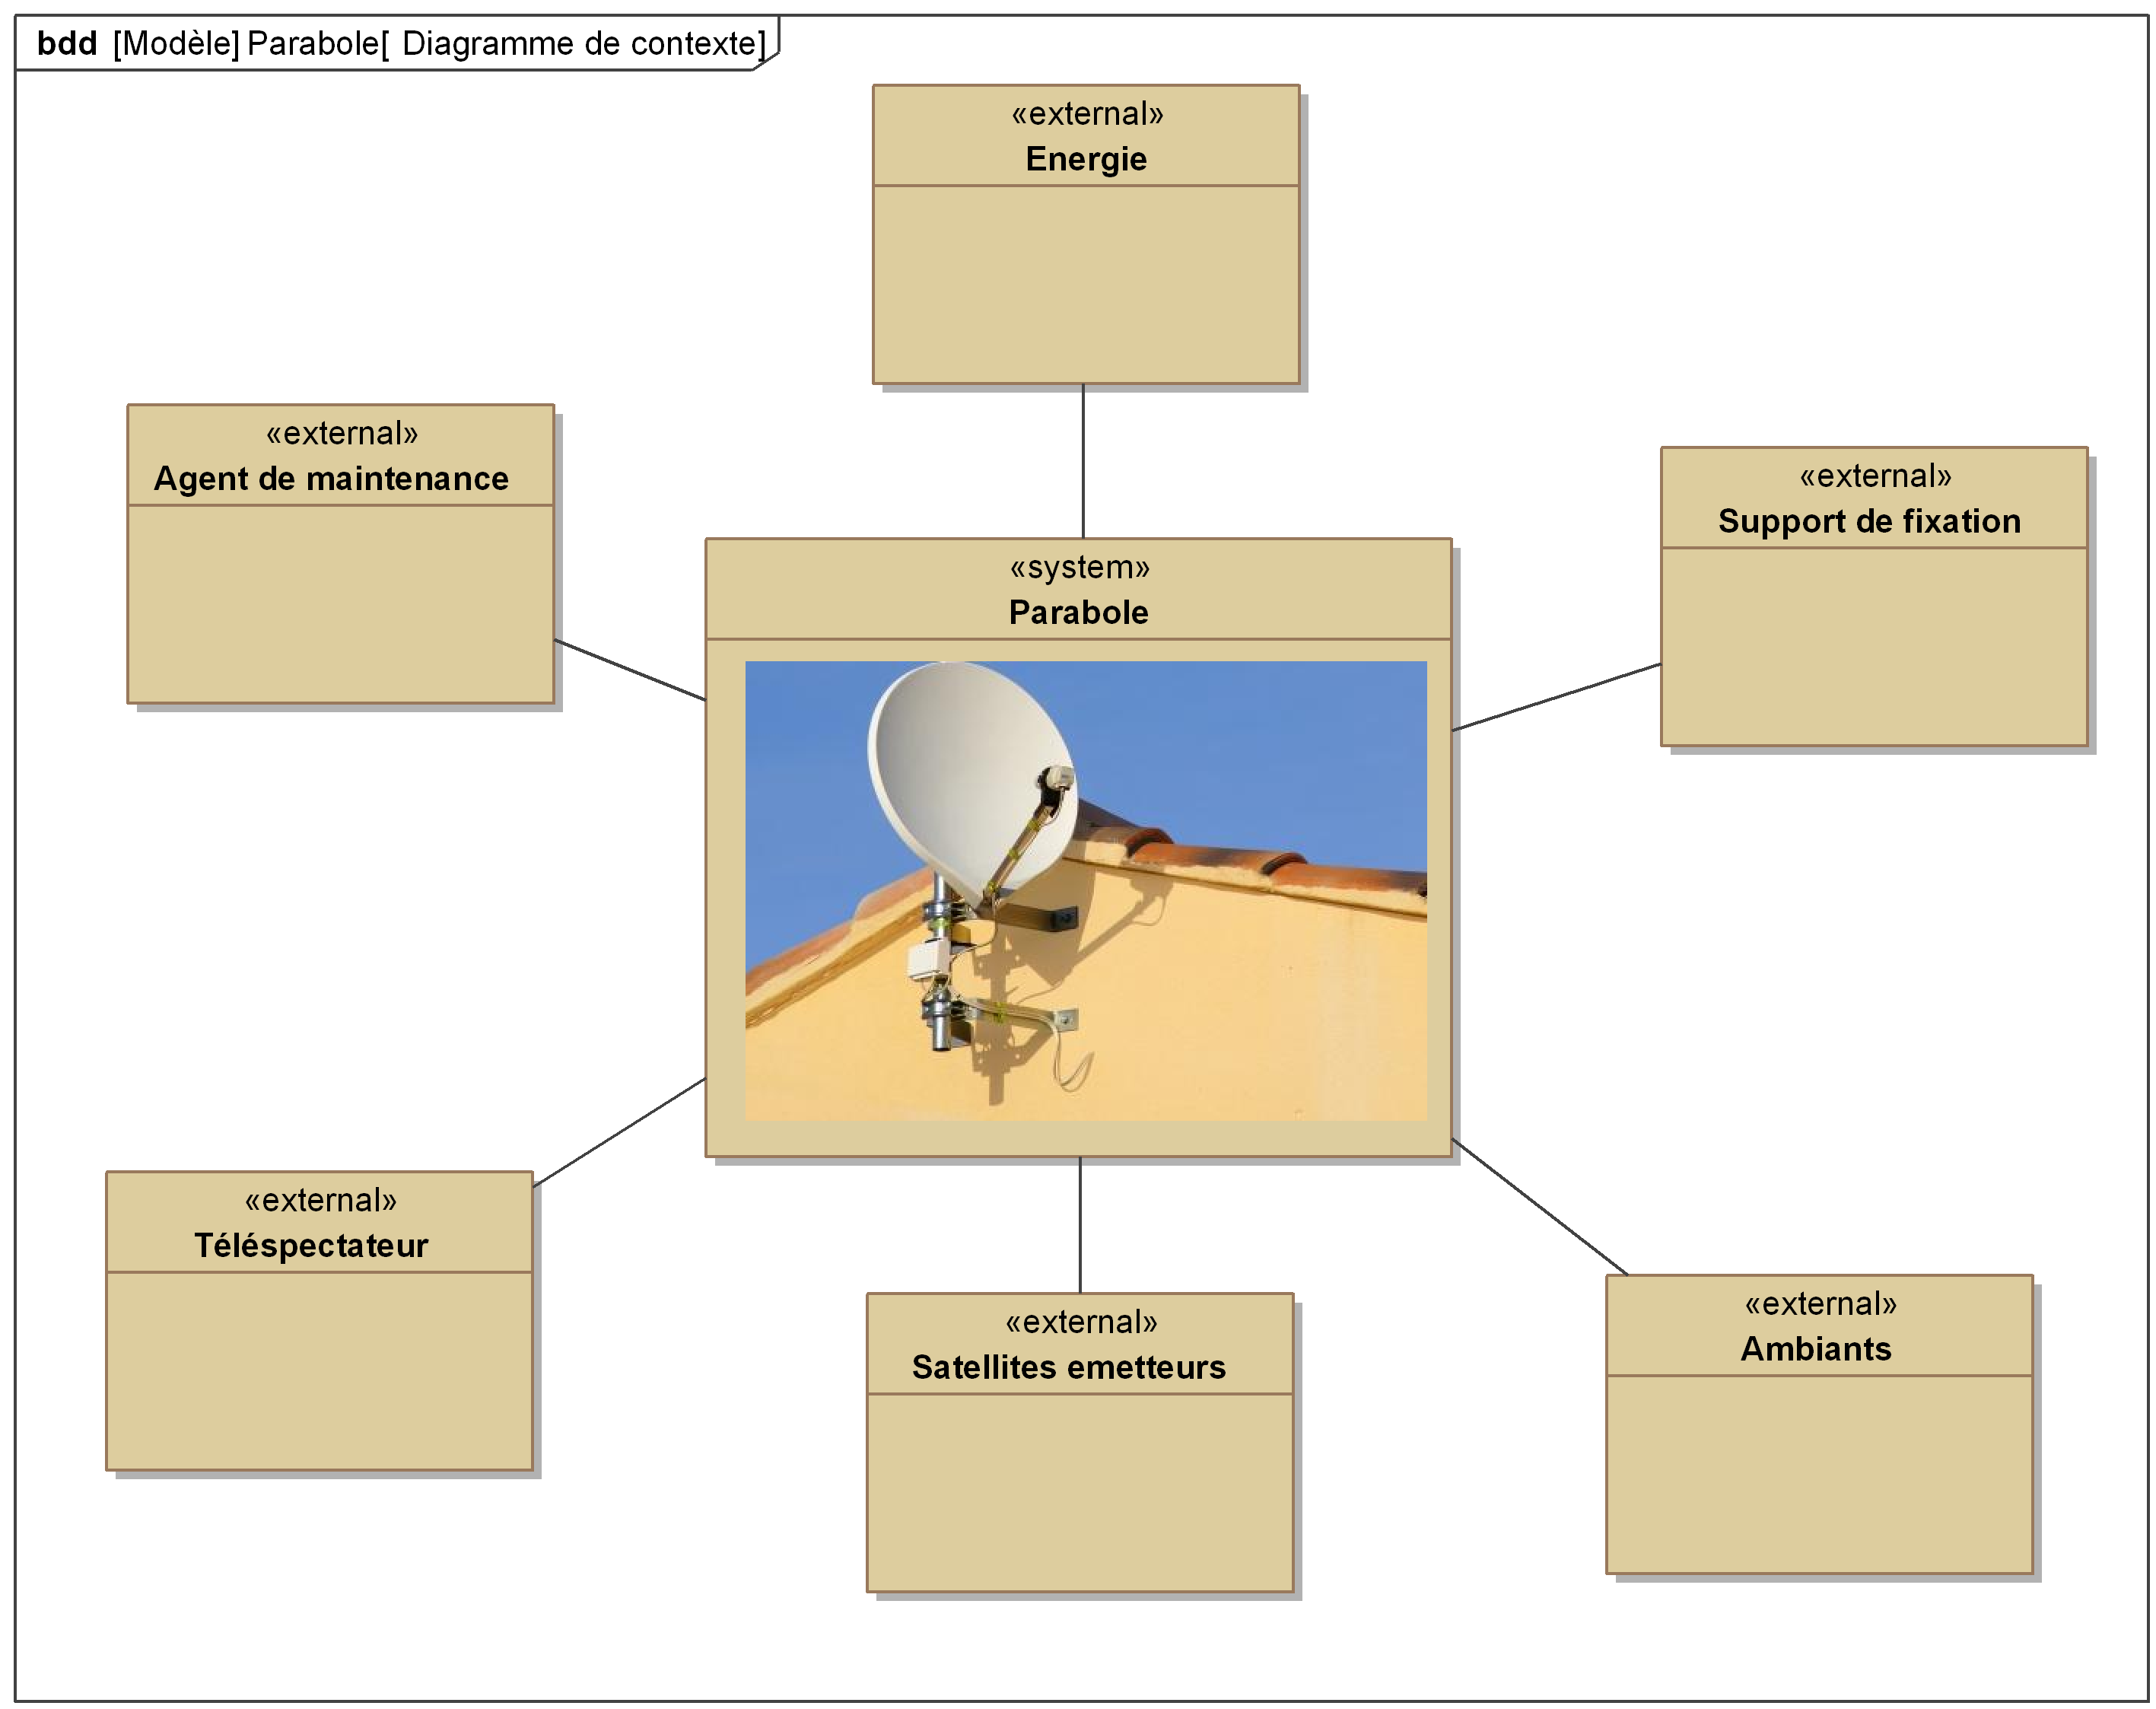 bdd [Modèle] Parabole[ Diagramme de contexte]
«external»
Energie
«external»
Agent de maintenance
«external»
Support de fixation
«system»
Parabole
«external»
Téléspectateur
«external»
Satellites emetteurs
«external»
Ambiants